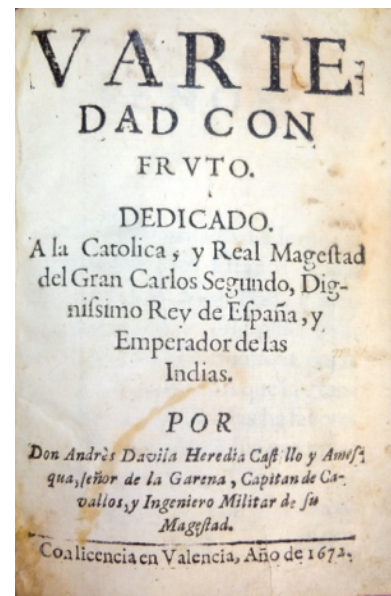 VARIE-
DAD CON
FRVTO.
DEDICADO.
A la Catolica, y Real Mageſtad
del Gran Carlos Segundo, Dig-
niſsimo Rey de Eſpaña, y
Emperador de las
Indias.
POR
Don Andrès Davila Heredia Caſt llo y Ameſ-
qua, ſeñor de la Garena, Capitan de Ca-
vallos, y Ingeniero Militar de ſu
Mageſtad.
Con licencia en Valencia, Año de 1672.